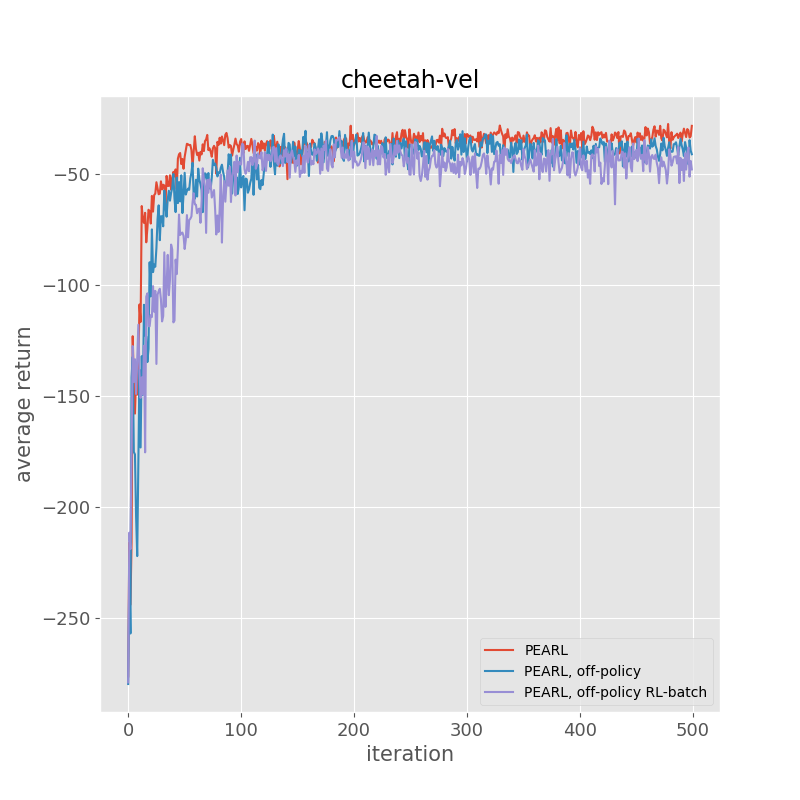 cheetah-vel
average return
−50
−100
−150
−200
−250
0 100 200 300 400 500
iteration
PEARL
PEARL, off-policy
PEARL, off-policy RL-batch